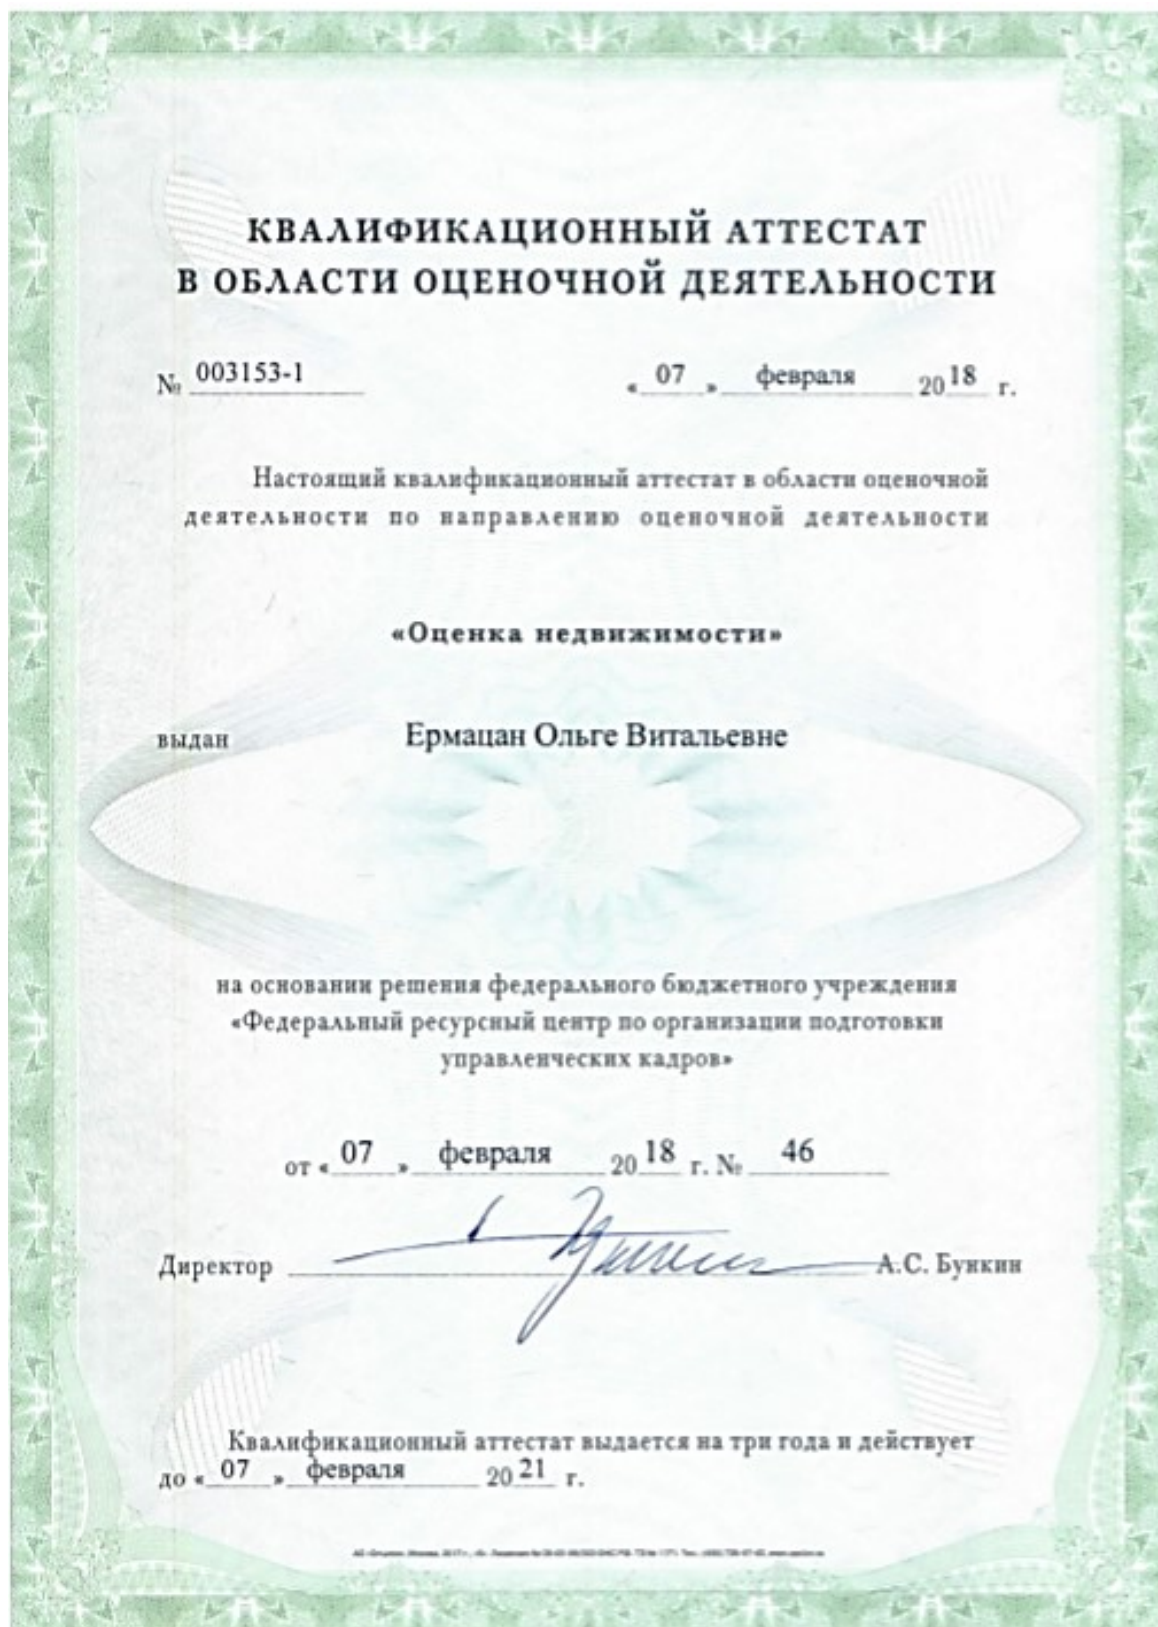 КВАЛИФИКАЦИОННЫЙ АТТЕСТАТ
В ОБЛАСТИ ОЦЕНОЧНОЙ ДЕЯТЕЛЬНОСТИ
№ 003153-1 « 07 » февраля 2018 г.
Настоящий квалификационный аттестат в области оценочной
деятельности по направлению оценочной деятельности
«Оценка недвижимости»
выдан Ермацан Ольге Витальевне
на основании решения федерального бюджетного учреждения
«Федеральный ресурсный центр по организации подготовки
управленческих кадров»
от « 07 » февраля 2018 г. № 46
Директор А.С. Бункин
Квалификационный аттестат выдается на три года и действует
до « 07 » февраля 2021 г.